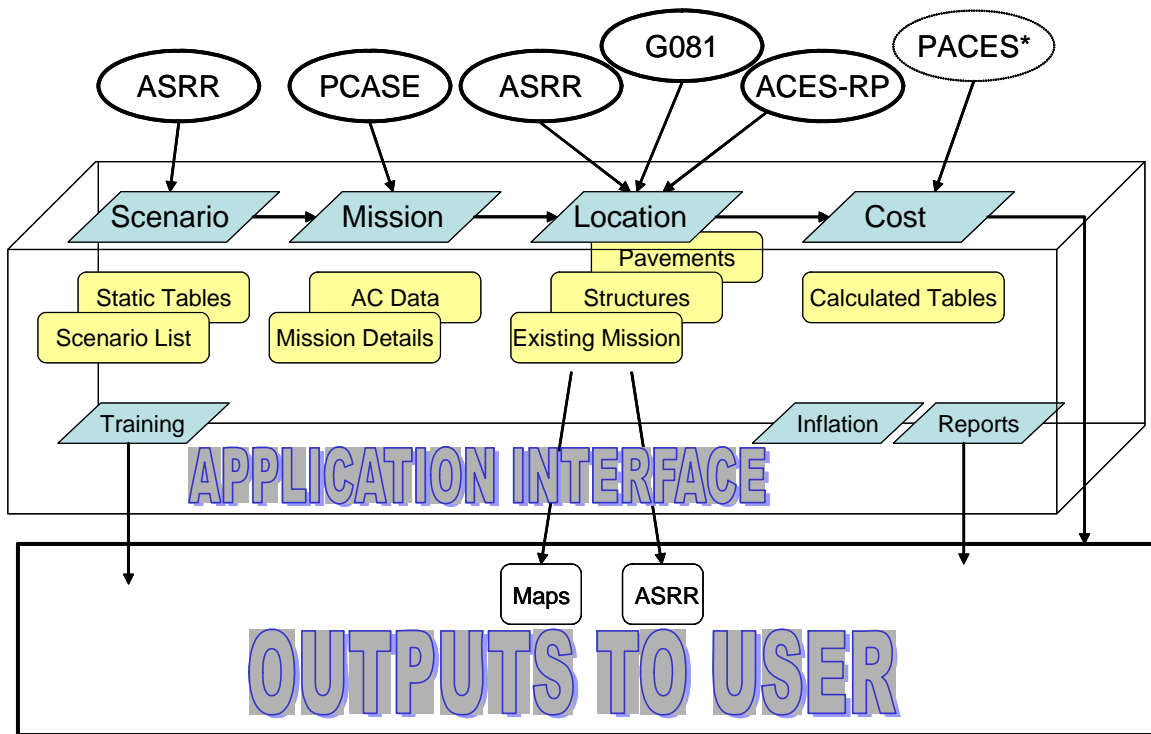 G081
PACES*
ASRR
PCASE
ASRR
ACES-RP
Scenario
Mission
Location
Cost
Pavements
Static Tables
AC Data
Structures
Calculated Tables
Scenario List
Mission Details
Existing Mission
Training
Inflation
Reports
APPLICATION INTERFACE
Maps
ASRR
OUTPUTS TO USER